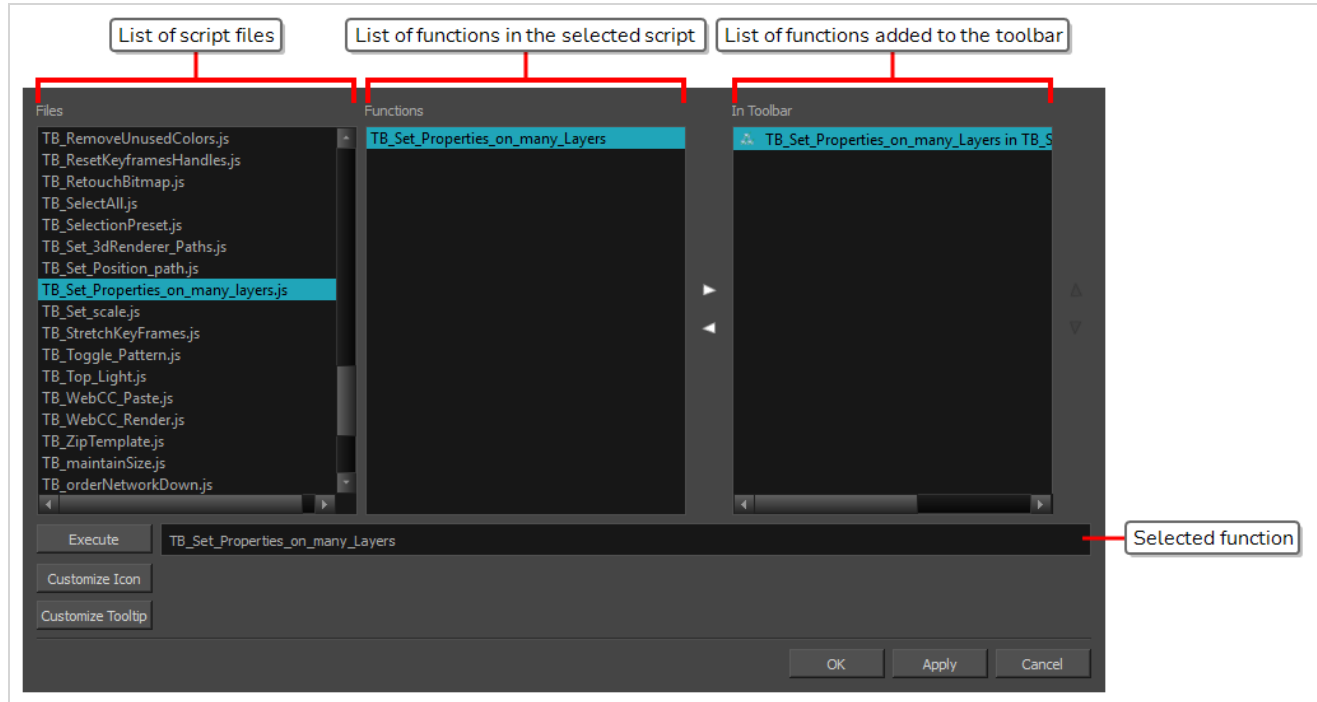 List of script files
List of functions in the selected script
List of functions added to the toolbar
Files
Functions
In Toolbar
TB_RemoveUnusedColors.js
TB_ResetKeyframesHandles.js
TB_RetouchBitmap.js
TB_SelectAll.js
TB_SelectionPreset.js
TB_Set_3dRenderer_Paths.js
TB_Set_Position_path.js
TB_Set_Properties_on_many_layers.js
TB_Set_scale.js
TB_StretchKeyFrames.js
TB_Toggle_Pattern.js
TB_Top_Light.js
TB_WebCC_Paste.js
TB_WebCC_Render.js
TB_ZipTemplate.js
TB_maintainSize.js
TB_orderNetworkDown.js
TB_Set_Properties_on_many_Layers
TB_Set_Properties_on_many_Layers in TB_S
Execute
TB_Set_Properties_on_many_Layers
Selected function
Customize Icon
Customize Tooltip
OK
Apply
Cancel